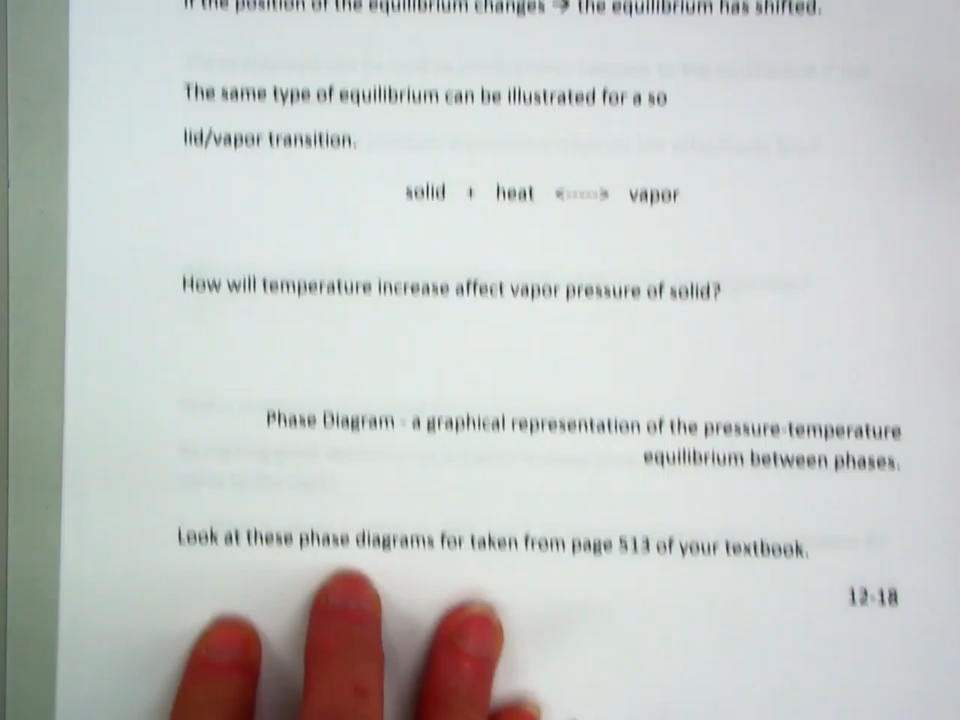 If the position of the equilibrium changes → the equilibrium has shifted.
The same type of equilibrium can be illustrated for a so
lid/vapor transition.
solid + heat <-----> vapor
How will temperature increase affect vapor pressure of solid?
Phase Diagram - a graphical representation of the pressure-temperature
equilibrium between phases.
Look at these phase diagrams for taken from page 513 of your textbook.
12-18